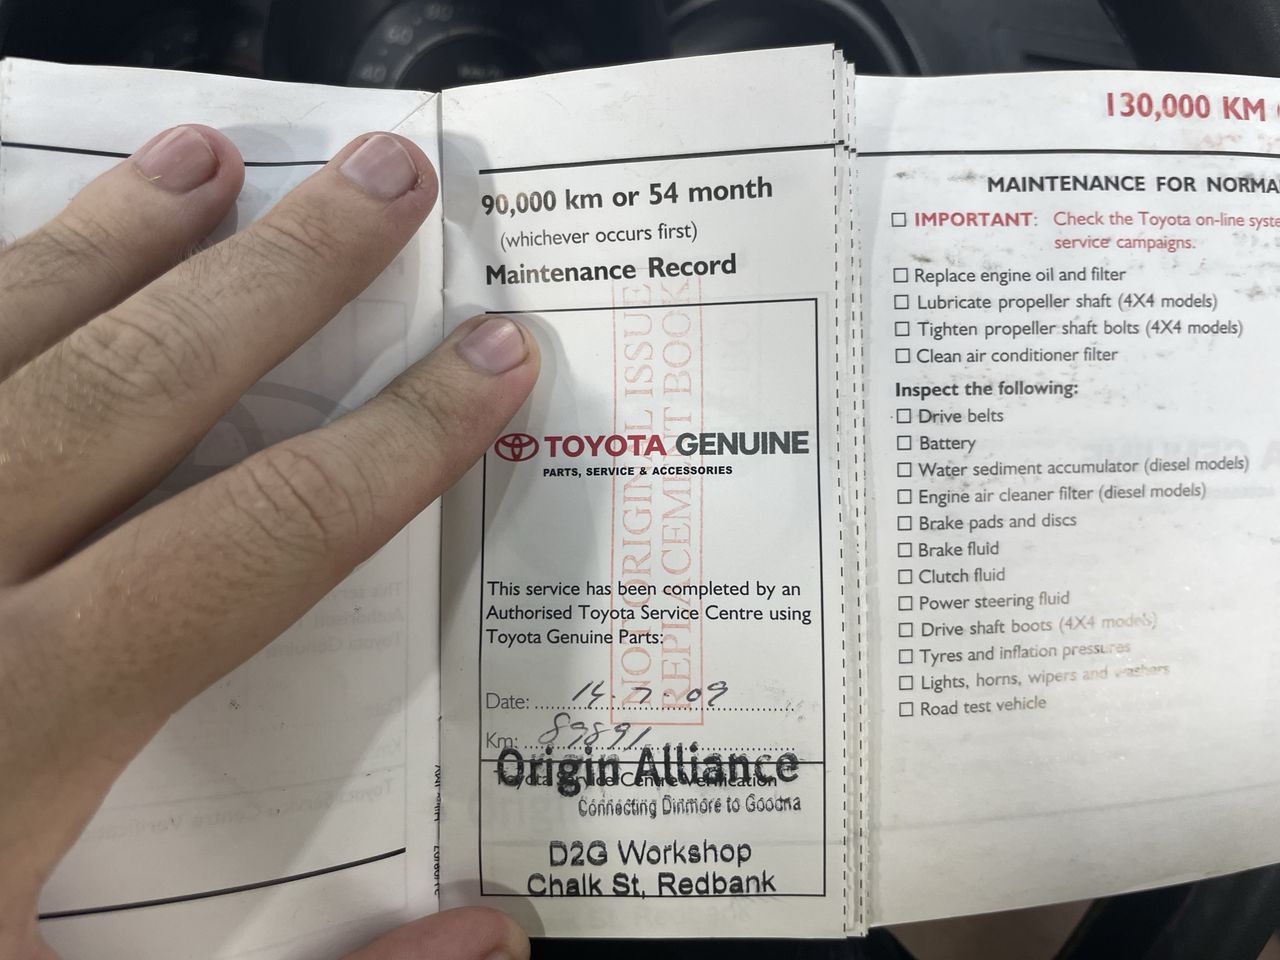 90,000 km or 54 month
(whichever occurs first)
Maintenance Record
NOT ORIGINAL ISSUE
REPLACEMENT BOOK
TOYOTA GENUINE
PARTS, SERVICE & ACCESSORIES
This service has been completed by an
Authorised Toyota Service Centre using
Toyota Genuine Parts:
Date: 14.7.09
Km: 89891
Toyota Service Centre Verification
Origin Alliance
Connecting Dinmore to Goodna
D2G Workshop
Chalk St, Redbank
130,000 KM
MAINTENANCE FOR NORMA
IMPORTANT: Check the Toyota on-line syste
service campaigns.
Replace engine oil and filter
Lubricate propeller shaft (4X4 models)
Tighten propeller shaft bolts (4X4 models)
Clean air conditioner filter
Inspect the following:
Drive belts
Battery
Water sediment accumulator (diesel models)
Engine air cleaner filter (diesel models)
Brake pads and discs
Brake fluid
Clutch fluid
Power steering fluid
Drive shaft boots (4X4 models)
Tyres and inflation pressures
Lights, horns, wipers and washers
Road test vehicle